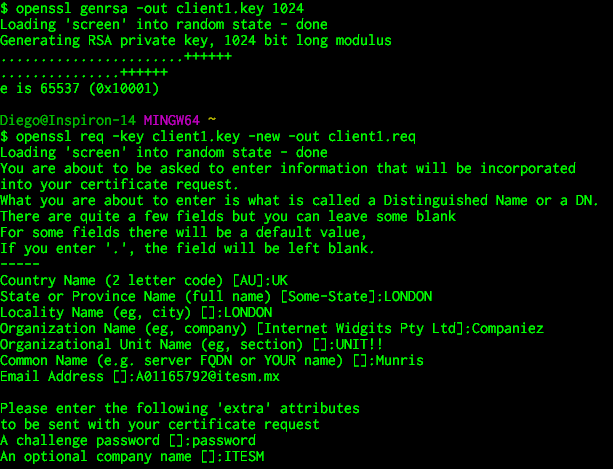 $ openssl genrsa -out client1.key 1024
Loading 'screen' into random state - done
Generating RSA private key, 1024 bit long modulus
.......................++++++
...............++++++
e is 65537 (0x10001)
Diego@Inspiron-14 MINGW64 ~
$ openssl req -key client1.key -new -out client1.req
Loading 'screen' into random state - done
You are about to be asked to enter information that will be incorporated
into your certificate request.
What you are about to enter is what is called a Distinguished Name or a DN.
There are quite a few fields but you can leave some blank
For some fields there will be a default value,
If you enter '.', the field will be left blank.
-----
Country Name (2 letter code) [AU]:UK
State or Province Name (full name) [Some-State]:LONDON
Locality Name (eg, city) []:LONDON
Organization Name (eg, company) [Internet Widgits Pty Ltd]:Companiez
Organizational Unit Name (eg, section) []:UNIT!!
Common Name (e.g. server FQDN or YOUR name) []:Munris
Email Address []:A01165792@itesm.mx
Please enter the following 'extra' attributes
to be sent with your certificate request
A challenge password []:password
An optional company name []:ITESM